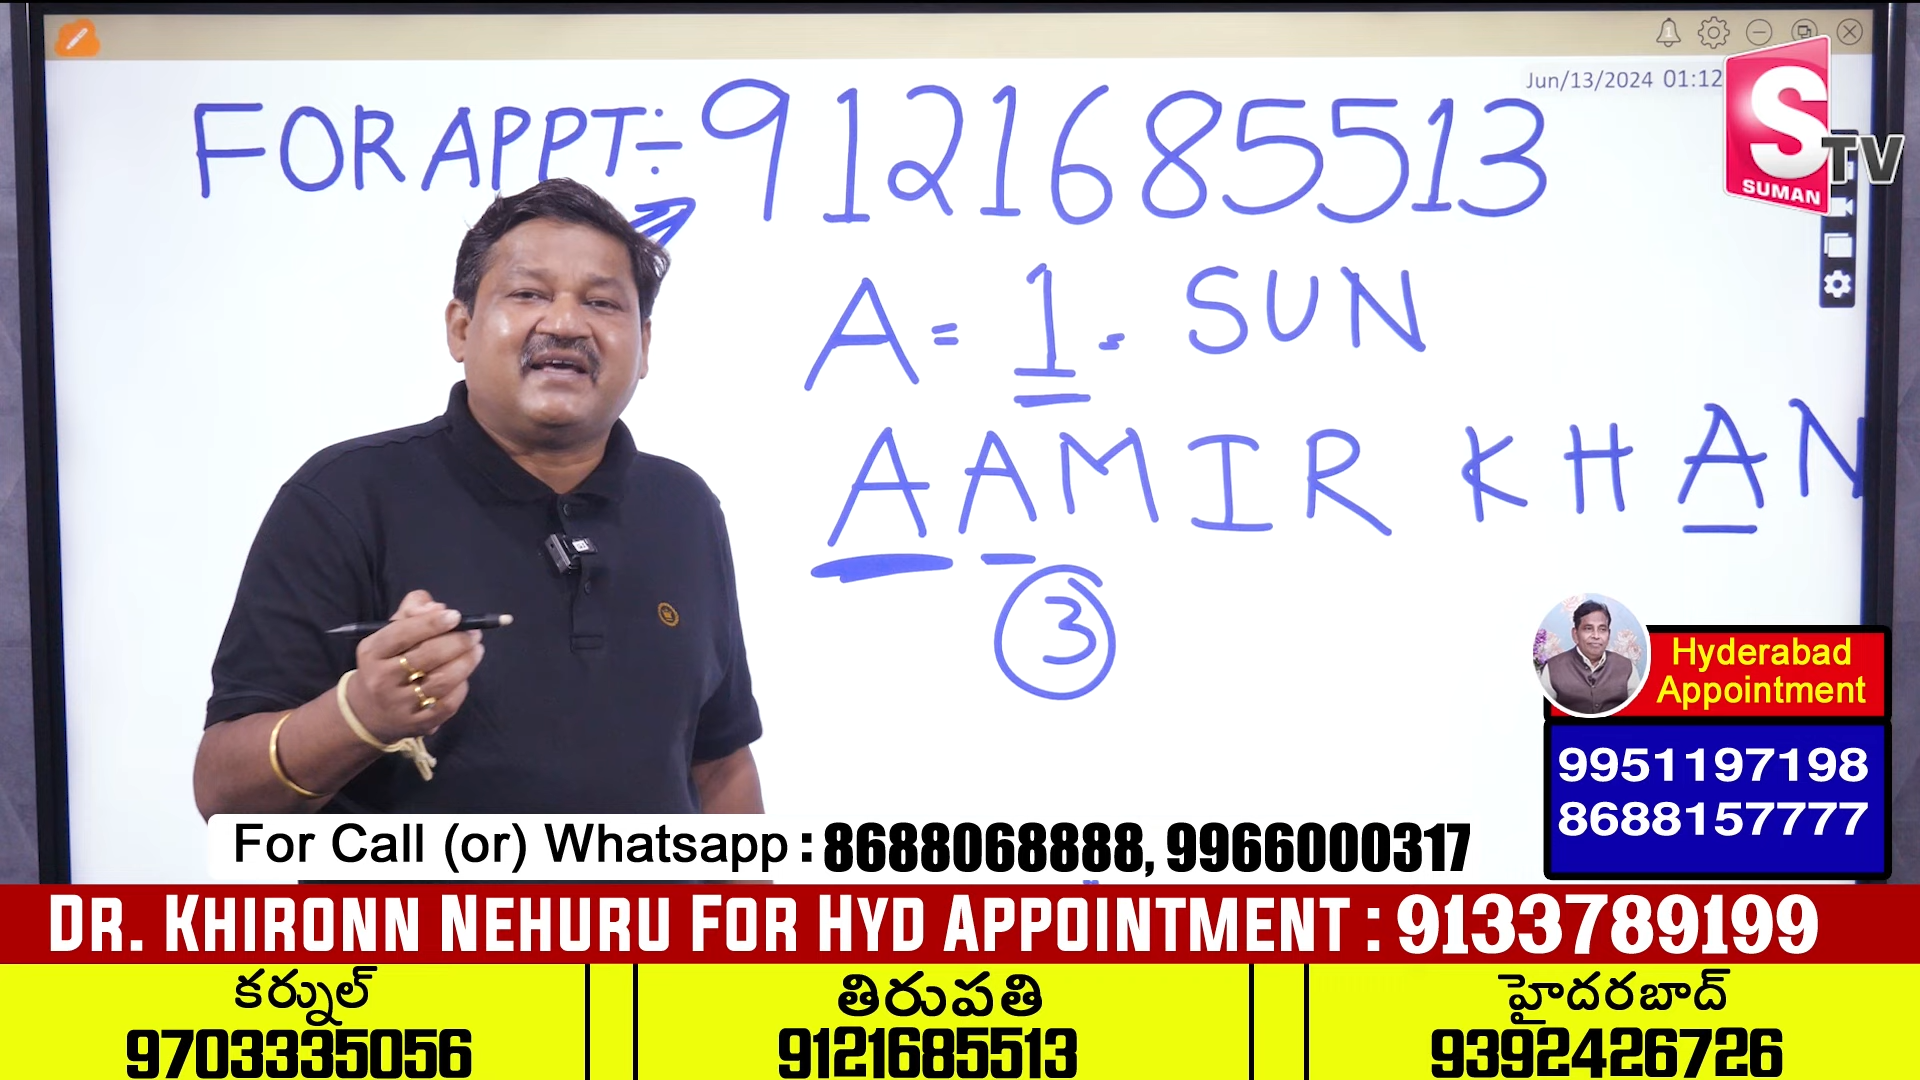 Jun/13/2024 01:12
FOR APPT:- 9121685513
S
TV
SUMAN
A = 1 - SUN
AAMIR KHAN
3
Hyderabad
Appointment
9951197198
8688157777
For Call (or) Whatsapp : 8688068888, 9966000317
DR. KHIRONN NEHURU FOR HYD APPOINTMENT : 9133789199
కర్నుల్
9703335056
తిరుపతి
9121685513
హైదరబాద్
9392426726